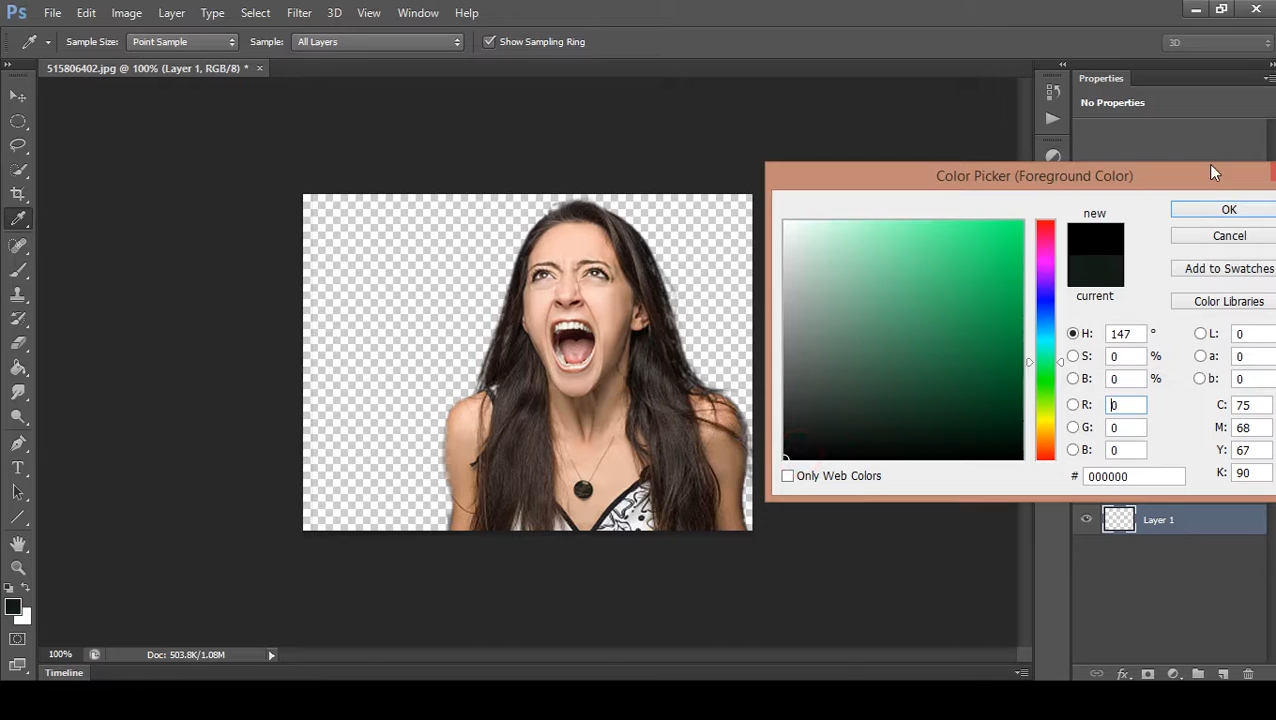 Ps File Edit Image Layer Type Select Filter 3D View Window Help
Sample Size: Point Sample Sample: All Layers Show Sampling Ring 3D
515806402.jpg @ 100% (Layer 1, RGB/8) * ×
Properties
No Properties
Color Picker (Foreground Color)
new
OK
Cancel
Add to Swatches
current
Color Libraries
H: 147 ° L: 0
S: 0 % a: 0
B: 0 % b: 0
R: 0 C: 75
G: 0 M: 68
B: 0 Y: 67
# 000000 K: 90
Only Web Colors
Layer 1
T
100% Doc: 503.8K/1.08M
fx
Timeline